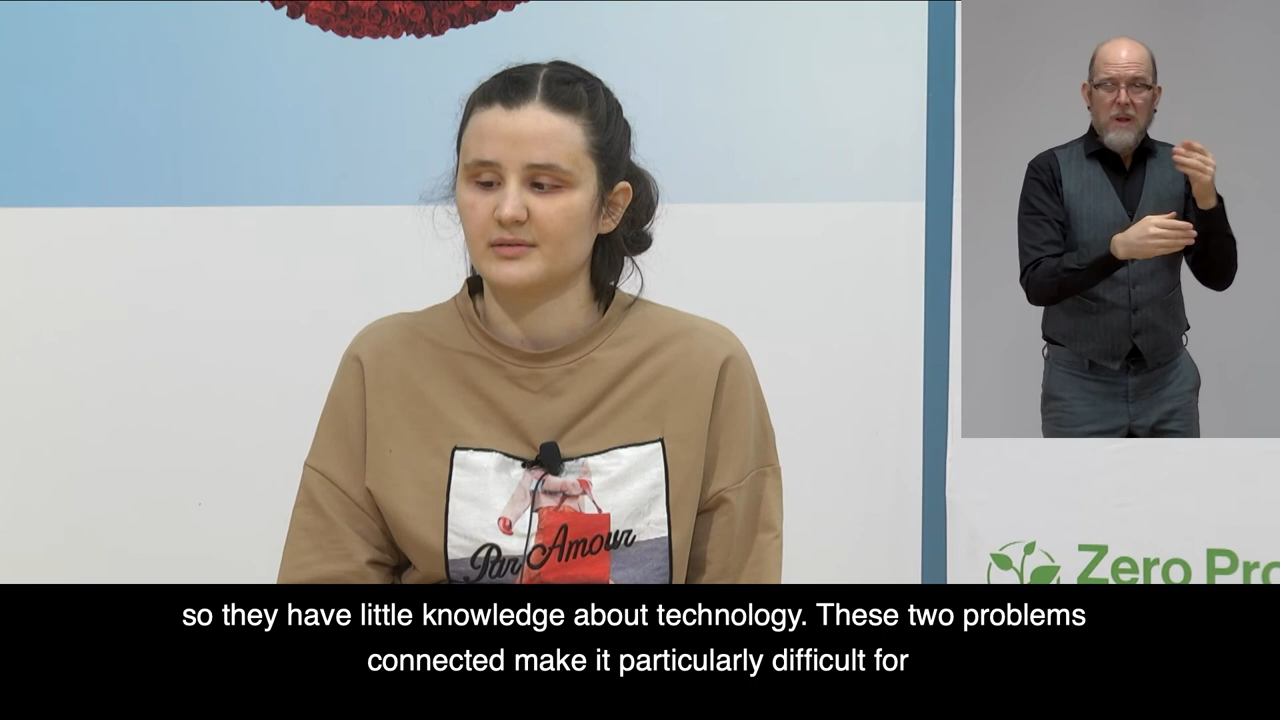 Par Amour
Zero Pro
so they have little knowledge about technology. These two problems
connected make it particularly difficult for